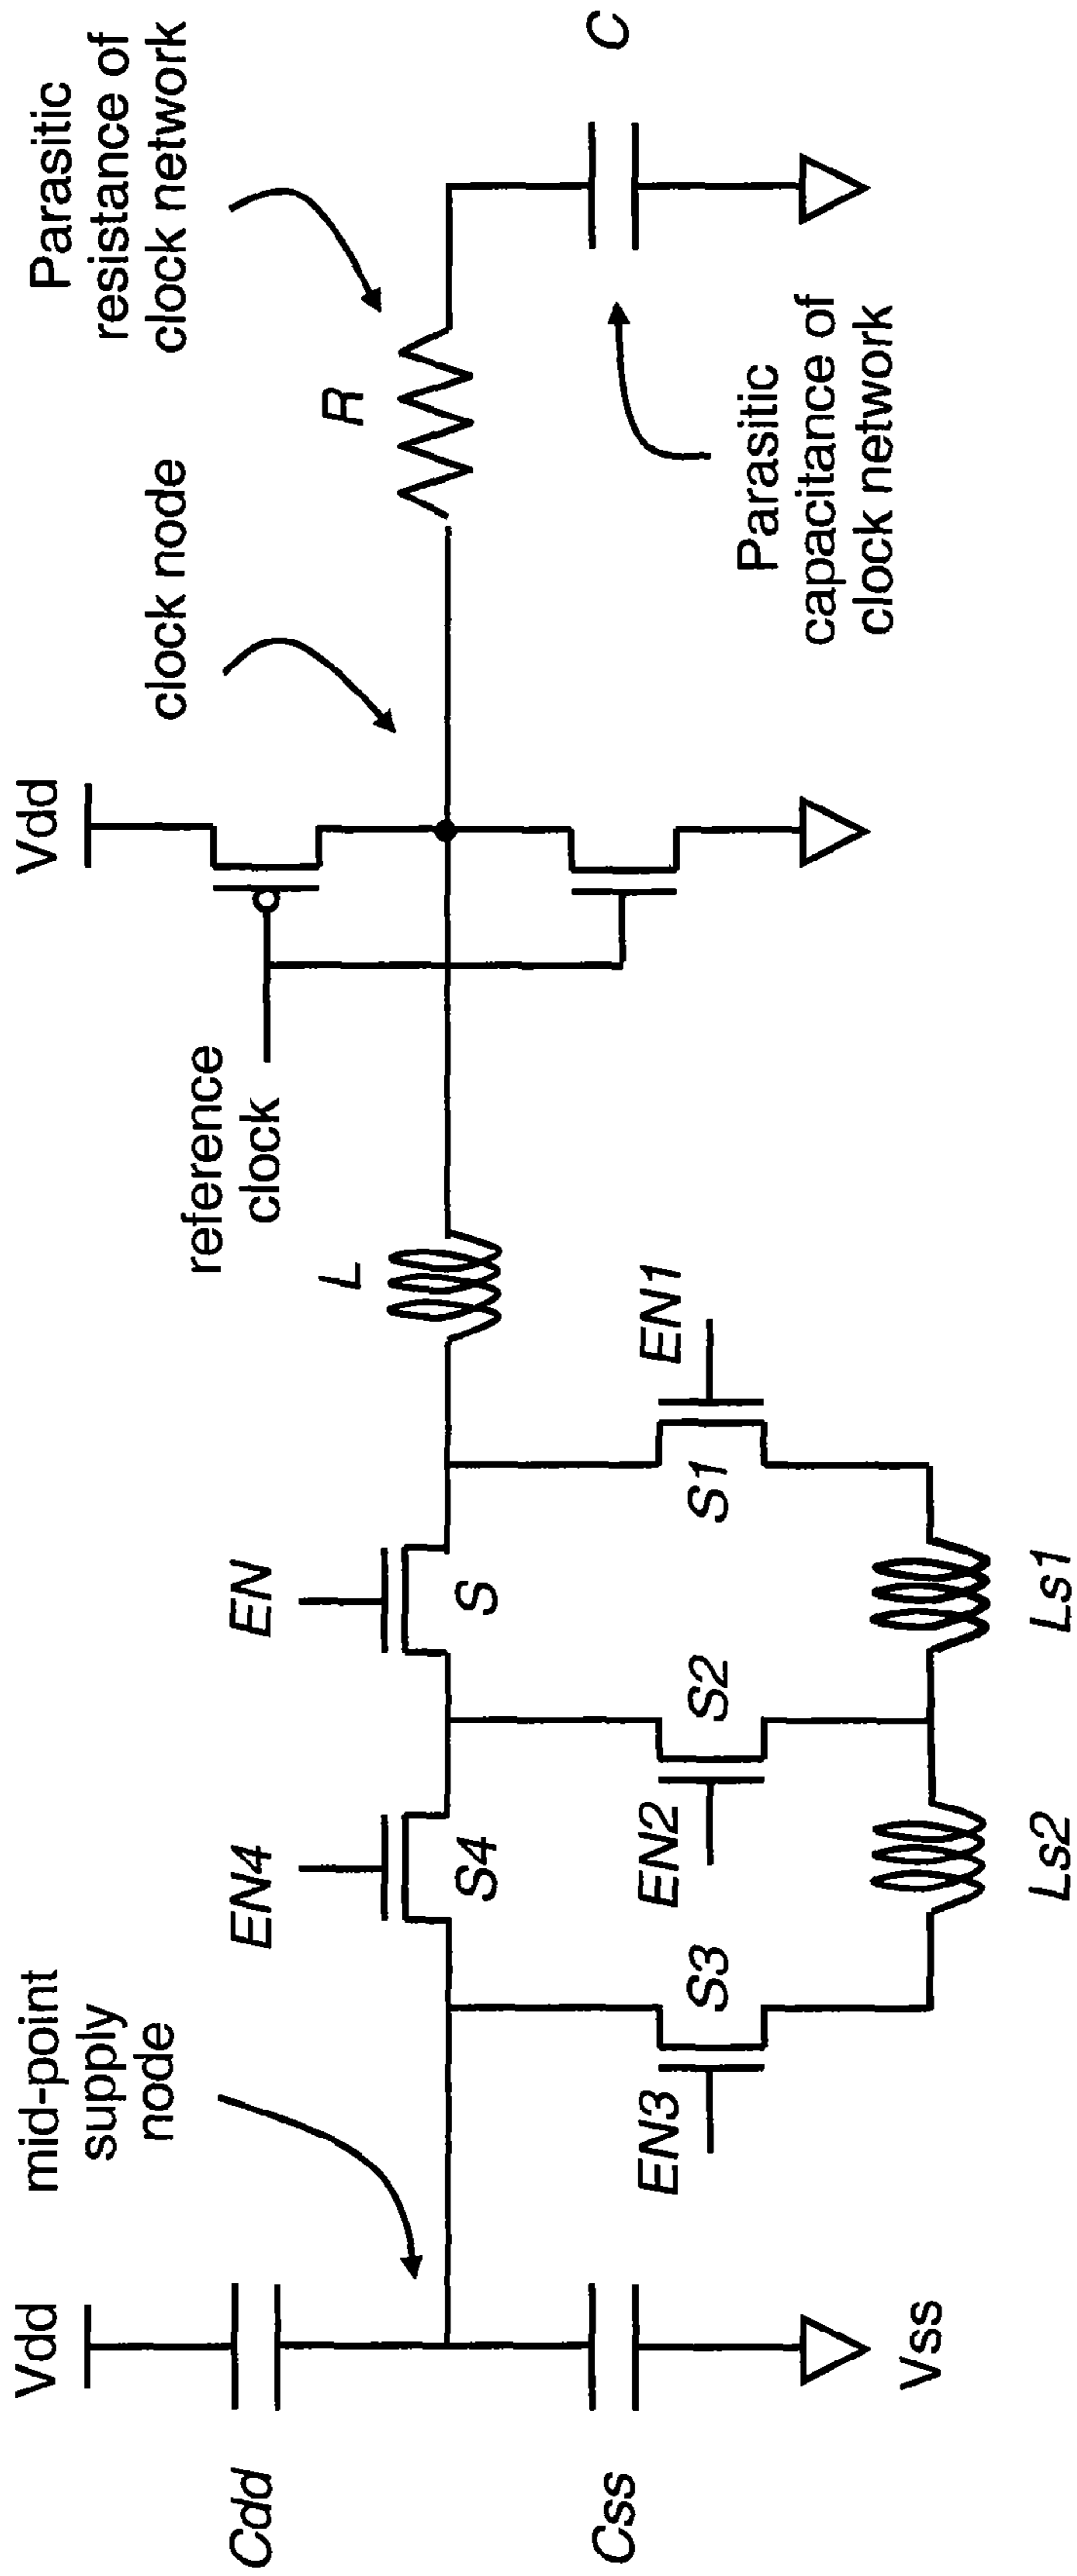 Vdd
Cdd
Css
Vss
mid-point
supply
node
EN4
S4
EN3
S3
EN2
S2
Ls2
EN
S
S1
EN1
Ls1
L
reference
clock
Vdd
clock node
R
Parasitic
resistance of
clock network
C
Parasitic
capacitance of
clock network